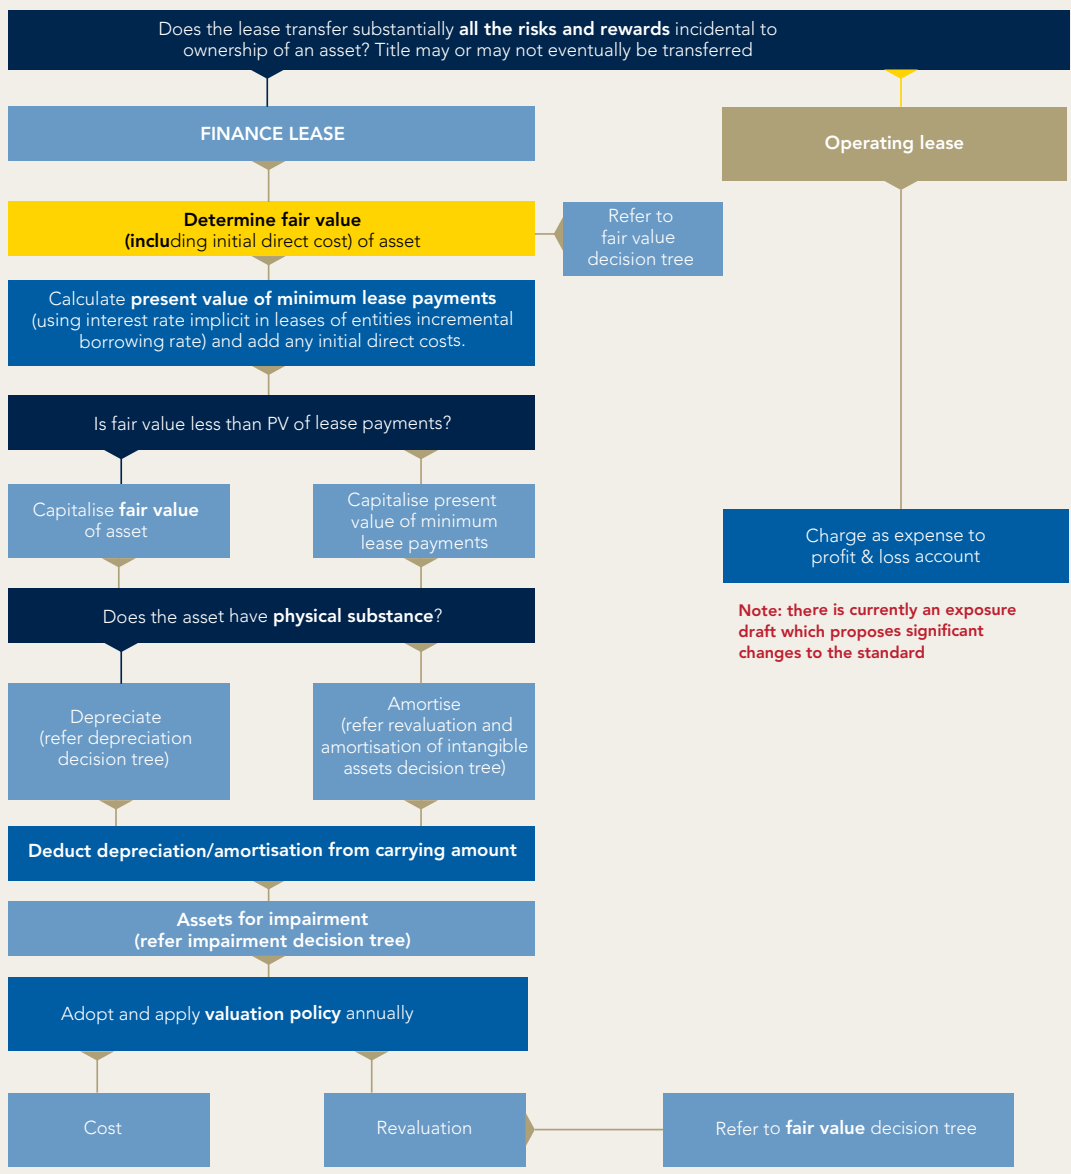 Does the lease transfer substantially all the risks and rewards incidental to
ownership of an asset? Title may or may not eventually be transferred
FINANCE LEASE
Operating lease
Determine fair value
(including initial direct cost) of asset
Refer to
fair value
decision tree
Calculate present value of minimum lease payments
(using interest rate implicit in leases of entities incremental
borrowing rate) and add any initial direct costs.
Is fair value less than PV of lease payments?
Capitalise fair value
of asset
Capitalise present
value of minimum
lease payments
Charge as expense to
profit & loss account
Note: there is currently an exposure
draft which proposes significant
changes to the standard
Does the asset have physical substance?
Depreciate
(refer depreciation
decision tree)
Amortise
(refer revaluation and
amortisation of intangible
assets decision tree)
Deduct depreciation/amortisation from carrying amount
Assets for impairment
(refer impairment decision tree)
Adopt and apply valuation policy annually
Cost
Revaluation
Refer to fair value decision tree